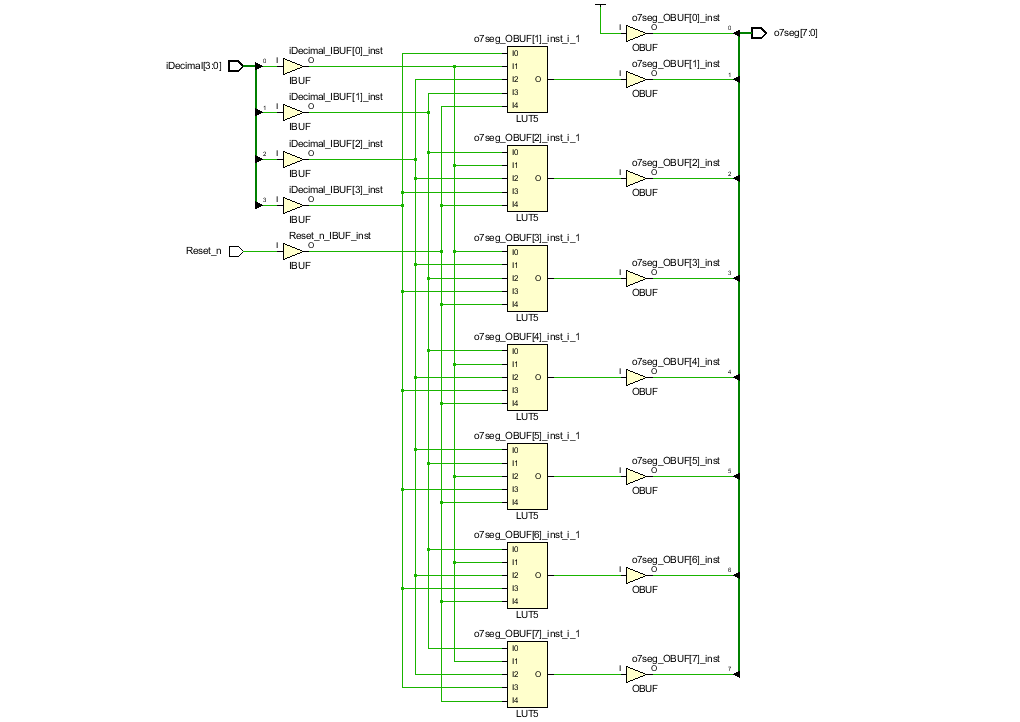 iDecimal[3:0]
0
I
iDecimal_IBUF[0]_inst
O
IBUF
1
I
iDecimal_IBUF[1]_inst
O
IBUF
2
I
iDecimal_IBUF[2]_inst
O
IBUF
3
I
iDecimal_IBUF[3]_inst
O
IBUF
Reset_n
I
Reset_n_IBUF_inst
O
IBUF
o7seg_OBUF[1]_inst_i_1
I0
I1
I2
I3
I4
O
LUT5
o7seg_OBUF[2]_inst_i_1
I0
I1
I2
I3
I4
O
LUT5
o7seg_OBUF[3]_inst_i_1
I0
I1
I2
I3
I4
O
LUT5
o7seg_OBUF[4]_inst_i_1
I0
I1
I2
I3
I4
O
LUT5
o7seg_OBUF[5]_inst_i_1
I0
I1
I2
I3
I4
O
LUT5
o7seg_OBUF[6]_inst_i_1
I0
I1
I2
I3
I4
O
LUT5
o7seg_OBUF[7]_inst_i_1
I0
I1
I2
I3
I4
O
LUT5
o7seg_OBUF[0]_inst
I
O
0
OBUF
o7seg_OBUF[1]_inst
I
O
1
OBUF
o7seg_OBUF[2]_inst
I
O
2
OBUF
o7seg_OBUF[3]_inst
I
O
3
OBUF
o7seg_OBUF[4]_inst
I
O
4
OBUF
o7seg_OBUF[5]_inst
I
O
5
OBUF
o7seg_OBUF[6]_inst
I
O
6
OBUF
o7seg_OBUF[7]_inst
I
O
7
OBUF
o7seg[7:0]